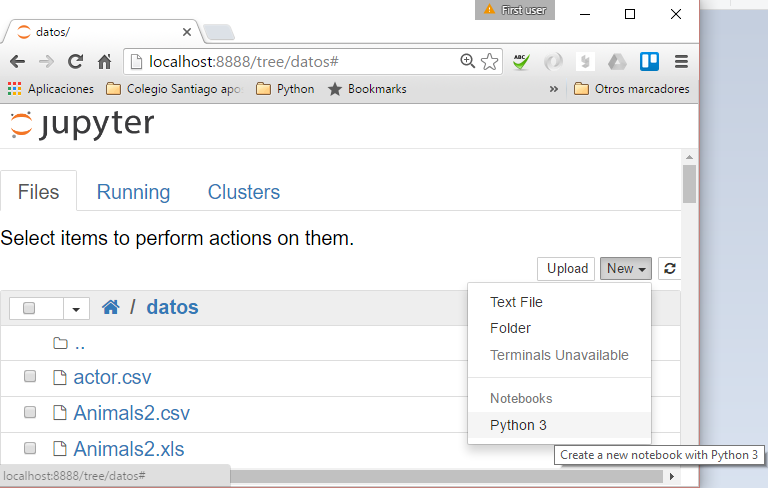 First user
datos/
localhost:8888/tree/datos#
ABC
Aplicaciones Colegio Santiago apo Python Bookmarks » Otros marcadores
jupyter
Files Running Clusters
Select items to perform actions on them.
Upload New
/ datos
..
actor.csv
Animals2.csv
Animals2.xls
Text File
Folder
Terminals Unavailable
Notebooks
Python 3
Create a new notebook with Python 3
localhost:8888/tree/datos#